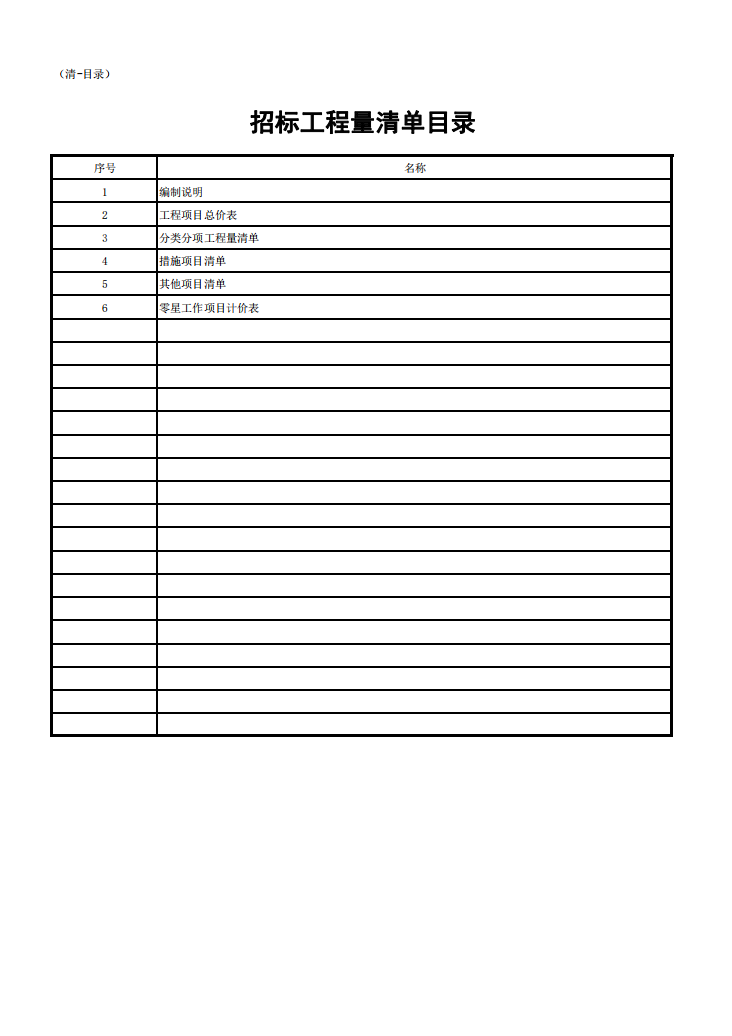 （清-目录）
招标工程量清单目录
序号 名称
1 编制说明
2 工程项目总价表
3 分类分项工程量清单
4 措施项目清单
5 其他项目清单
6 零星工作项目计价表